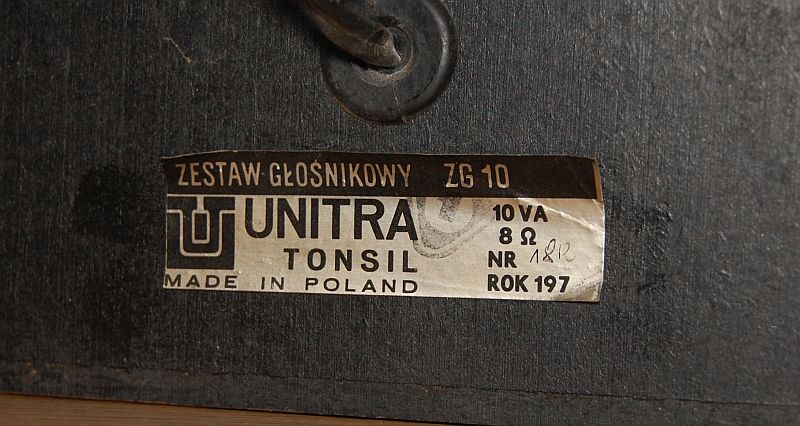 ZESTAW GŁOŚNIKOWY ZG 10
UNITRA
TONSIL
MADE IN POLAND
10 VA
8 Ω
NR
ROK 197